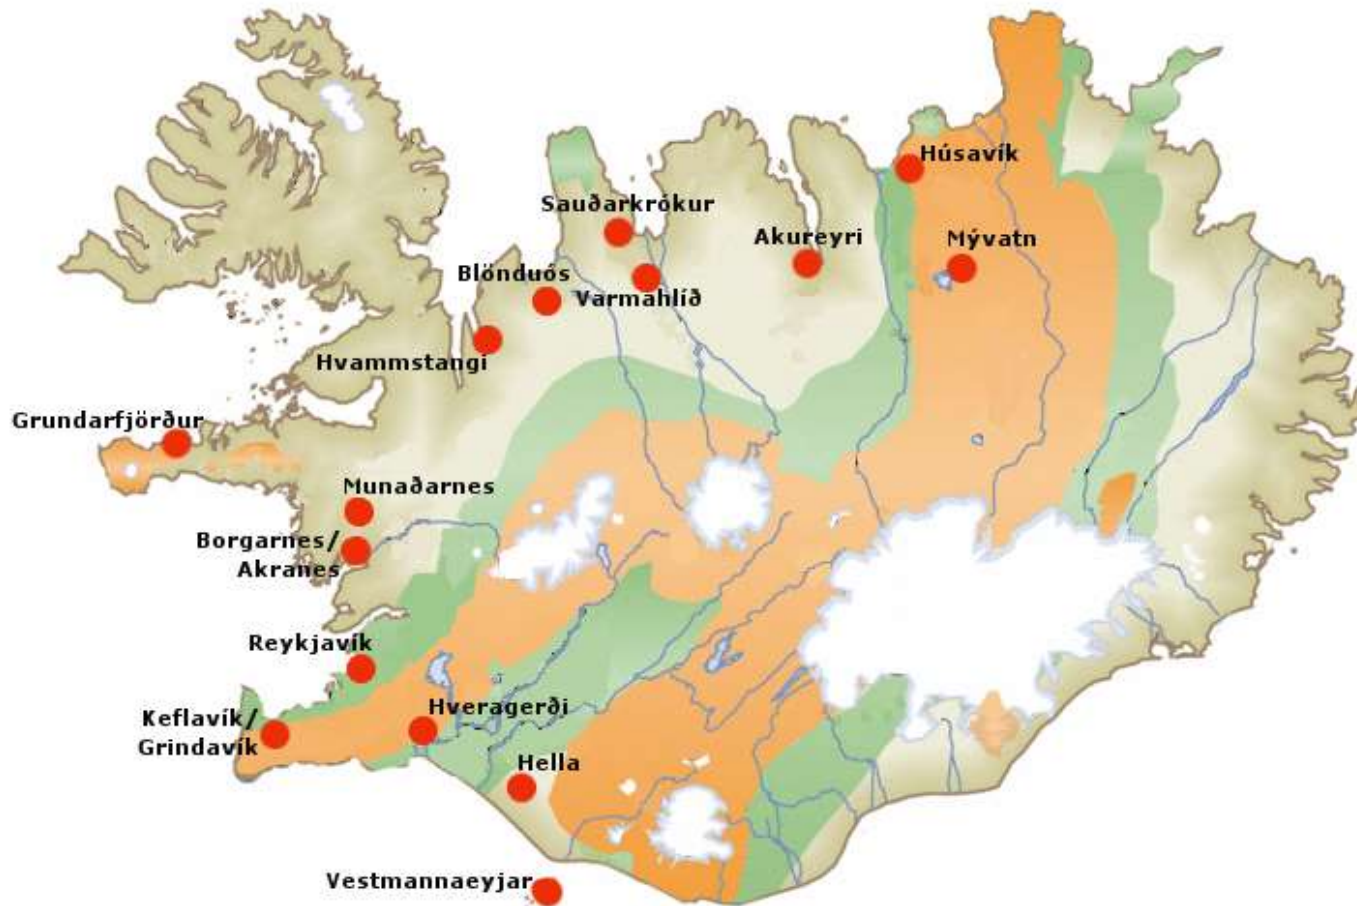 Húsavík
Sauðarkrókur
Akureyri
Mývatn
Blönduós
Varmahlíð
Hvammstangi
Grundarfjörður
Munaðarnes
Borgarnes/
Akranes
Reykjavík
Hveragerði
Keflavík/
Grindavík
Hella
Vestmannaeyjar